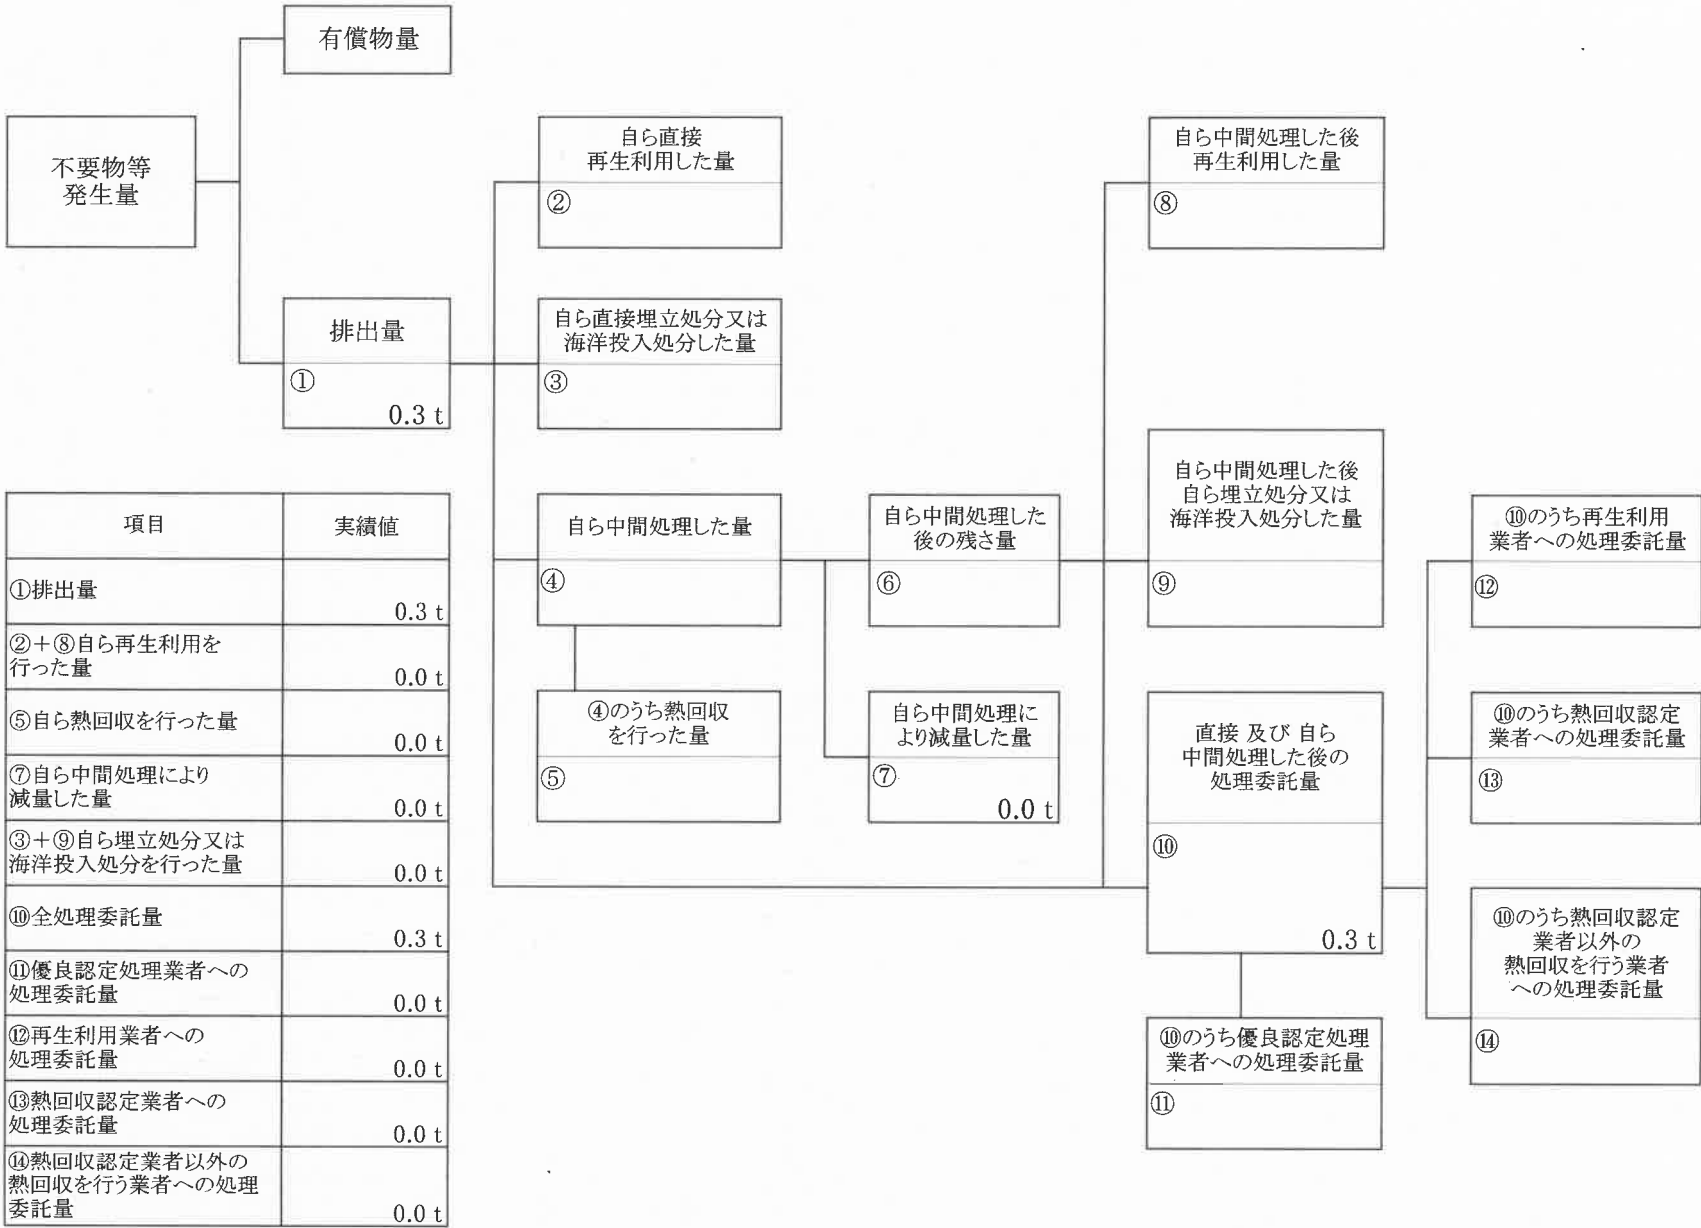 有償物量
不要物等
発生量
排出量
①
0.3 t
自ら直接
再生利用した量
②
自ら直接埋立処分又は
海洋投入処分した量
③
自ら中間処理した量
④
④のうち熱回収
を行った量
⑤
自ら中間処理した
後の残さ量
⑥
自ら中間処理に
より減量した量
⑦
0.0 t
自ら中間処理した後
再生利用した量
⑧
自ら中間処理した後
自ら埋立処分又は
海洋投入処分した量
⑨
直接 及び 自ら
中間処理した後の
処理委託量
⑩
0.3 t
⑩のうち優良認定処理
業者への処理委託量
⑪
⑩のうち再生利用
業者への処理委託量
⑫
⑩のうち熱回収認定
業者への処理委託量
⑬
⑩のうち熱回収認定
業者以外の
熱回収を行う業者
への処理委託量
⑭
項目 実績値
①排出量
0.3 t
②＋⑧自ら再生利用を
行った量
0.0 t
⑤自ら熱回収を行った量
0.0 t
⑦自ら中間処理により
減量した量
0.0 t
③＋⑨自ら埋立処分又は
海洋投入処分を行った量
0.0 t
⑩全処理委託量
0.3 t
⑪優良認定処理業者への
処理委託量
0.0 t
⑫再生利用業者への
処理委託量
0.0 t
⑬熱回収認定業者への
処理委託量
0.0 t
⑭熱回収認定業者以外の
熱回収を行う業者への処理
委託量
0.0 t